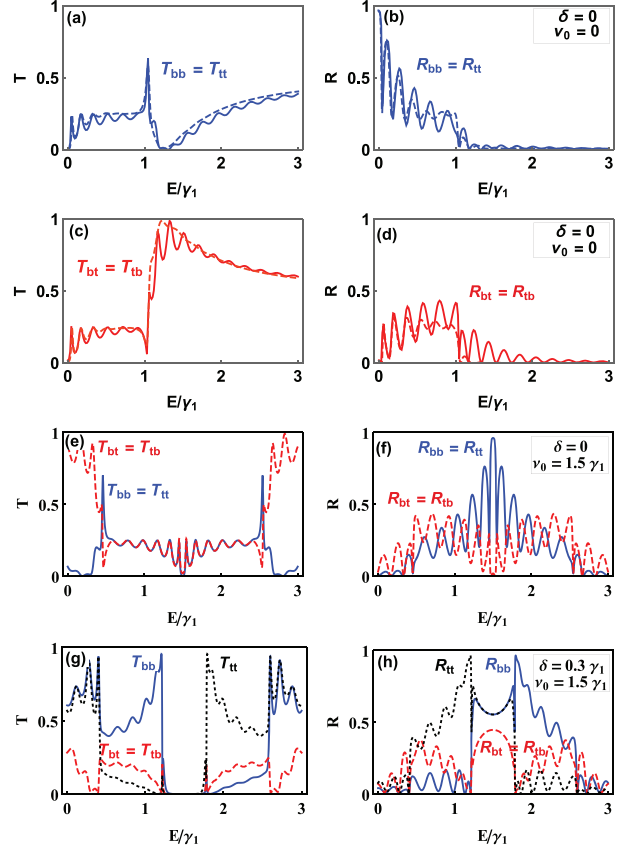 (a)
T_bb = T_tt
T
1
0.5
0
0 1 2 3
E/γ₁
(b)
R_bb = R_tt
δ = 0
ν₀ = 0
R
1
0.5
0
0 1 2 3
E/γ₁
(c)
T_bt = T_tb
T
1
0.5
0
0 1 2 3
E/γ₁
(d)
R_bt = R_tb
δ = 0
ν₀ = 0
R
1
0.5
0
0 1 2 3
E/γ₁
(e)
T_bt = T_tb
T_bb = T_tt
T
1
0.5
0
0 1 2 3
E/γ₁
(f)
R_bb = R_tt
R_bt = R_tb
δ = 0
ν₀ = 1.5 γ₁
R
1
0.5
0
0 1 2 3
E/γ₁
(g)
T_bb
T_tt
T_bt = T_tb
T
1
0.5
0
0 1 2 3
E/γ₁
(h)
R_tt
R_bb
R_bt = R_tb
δ = 0.3 γ₁
ν₀ = 1.5 γ₁
R
1
0.5
0
0 1 2 3
E/γ₁